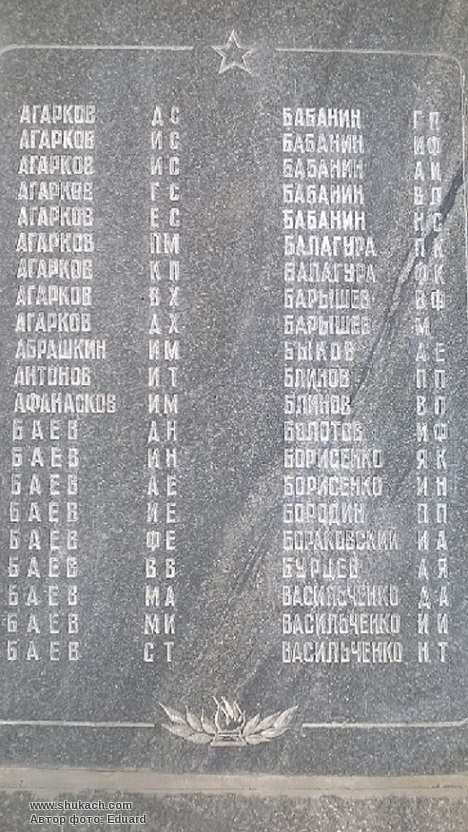 АГАРКОВ Д С
АГАРКОВ И С
АГАРКОВ И С
АГАРКОВ Г С
АГАРКОВ Е С
АГАРКОВ П М
АГАРКОВ К П
АГАРКОВ В Х
АГАРКОВ Д Х
АБРАШКИН И М
АНТОНОВ И Т
АФАНАСКОВ И М
БАЕВ Д Н
БАЕВ И Н
БАЕВ А Е
БАЕВ И Е
БАЕВ Ф Е
БАЕВ В В
БАЕВ М А
БАЕВ М И
БАЕВ С Т
БАБАНИН Г П
БАБАНИН И Ф
БАБАНИН А И
БАБАНИН В Л
БАБАНИН Н С
БАЛАГУРА П К
БАЛАГУРА Ф К
БАРЫШЕВ В Ф
БАРЫШЕВ М
БЫКОВ А Е
БЛИНОВ П П
БЛИНОВ В П
БОЛОТОВ И Ф
БОРИСЕНКО Я К
БОРИСЕНКО И Н
БОРОДИН П П
БОРАКОВСКИЙ И А
БУРЦЕВ А Я
ВАСИЛЬЧЕНКО Д А
ВАСИЛЬЧЕНКО И И
ВАСИЛЬЧЕНКО Н Т
www.shukach.com
Автор фото: Eduard